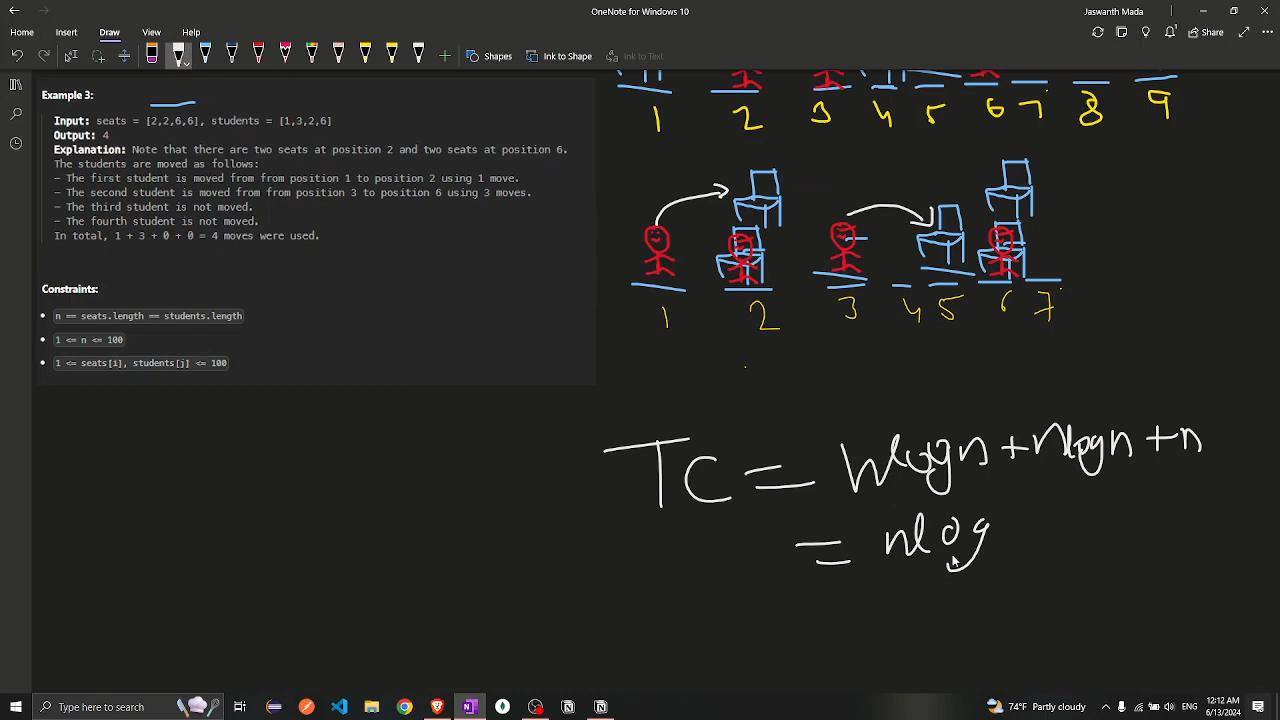 OneNote for Windows 10
Jaswanth Mada
Home Insert Draw View Help
Share
Shapes Ink to Shape Ink to Text
Example 3:
Input: seats = [2,2,6,6], students = [1,3,2,6]
Output: 4
Explanation: Note that there are two seats at position 2 and two seats at position 6.
The students are moved as follows:
- The first student is moved from from position 1 to position 2 using 1 move.
- The second student is moved from from position 3 to position 6 using 3 moves.
- The third student is not moved.
- The fourth student is not moved.
In total, 1 + 3 + 0 + 0 = 4 moves were used.
Constraints:
n == seats.length == students.length
1 <= n <= 100
1 <= seats[i], students[j] <= 100
1 2 3 4 5 6 7 8 9
1 2 3 4 5 6 7
TC = nlogn + nlogn + n
= nlog
Type here to search
74°F Partly cloudy
12:12 AM
6/13/2024